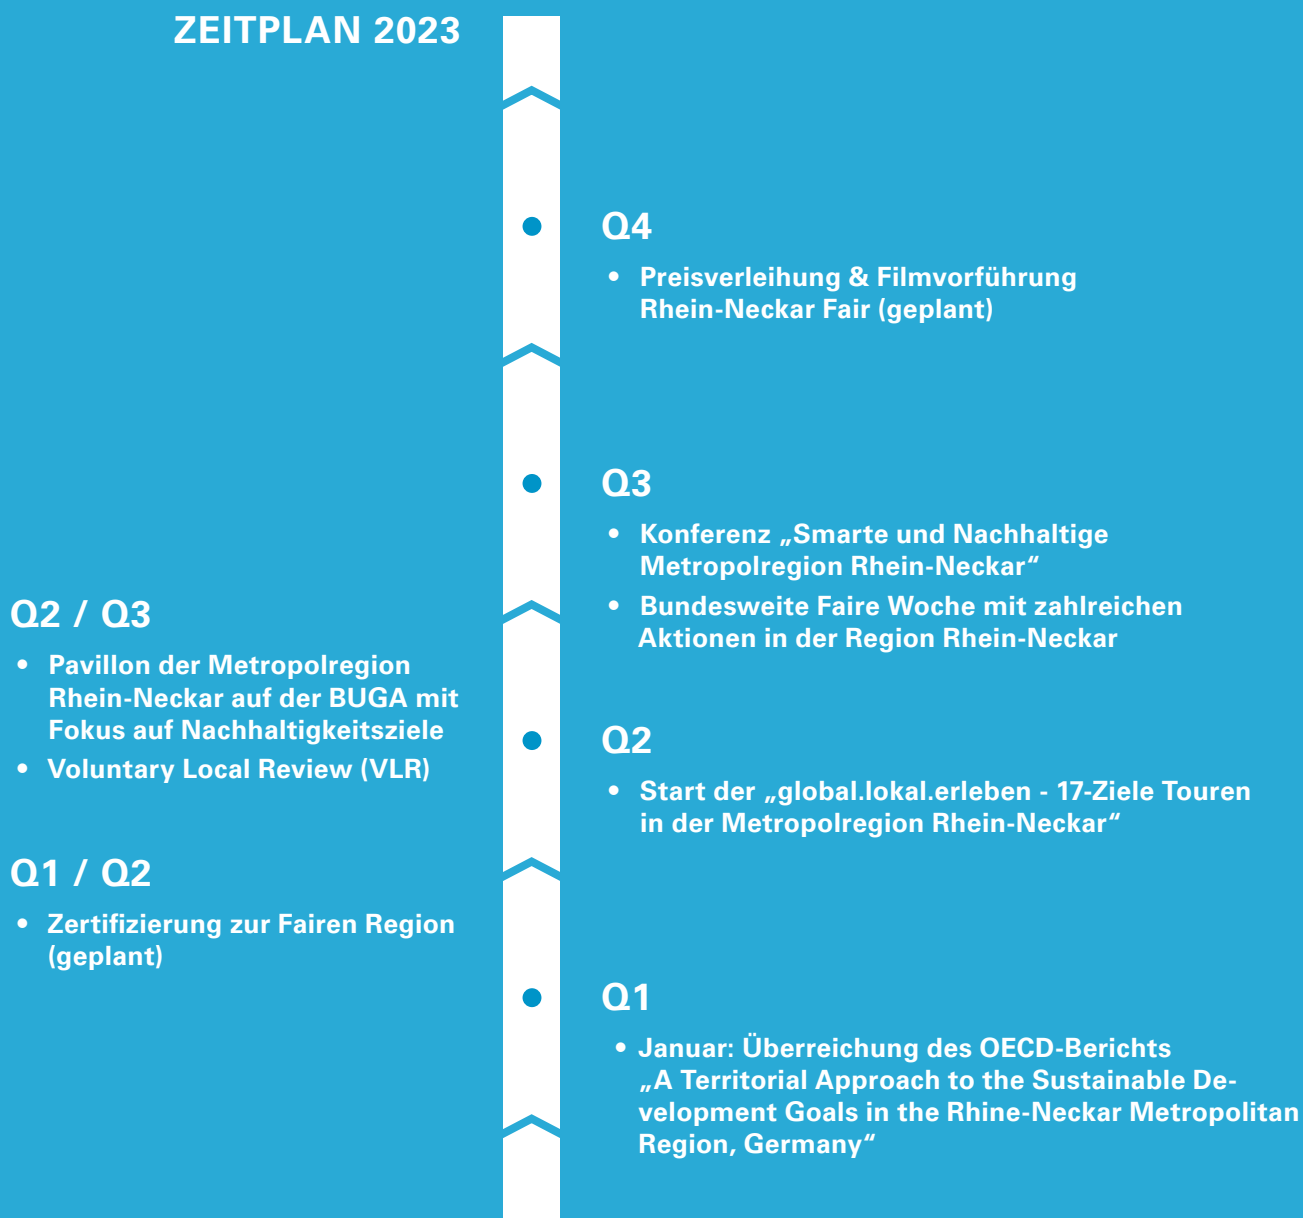 ZEITPLAN 2023
Q4
• Preisverleihung & Filmvorführung
Rhein-Neckar Fair (geplant)
Q3
• Konferenz „Smarte und Nachhaltige
Metropolregion Rhein-Neckar“
• Bundesweite Faire Woche mit zahlreichen
Aktionen in der Region Rhein-Neckar
Q2 / Q3
• Pavillon der Metropolregion
Rhein-Neckar auf der BUGA mit
Fokus auf Nachhaltigkeitsziele
• Voluntary Local Review (VLR)
Q2
• Start der „global.lokal.erleben - 17-Ziele Touren
in der Metropolregion Rhein-Neckar“
Q1 / Q2
• Zertifizierung zur Fairen Region
(geplant)
Q1
• Januar: Überreichung des OECD-Berichts
„A Territorial Approach to the Sustainable De-
velopment Goals in the Rhine-Neckar Metropolitan
Region, Germany“